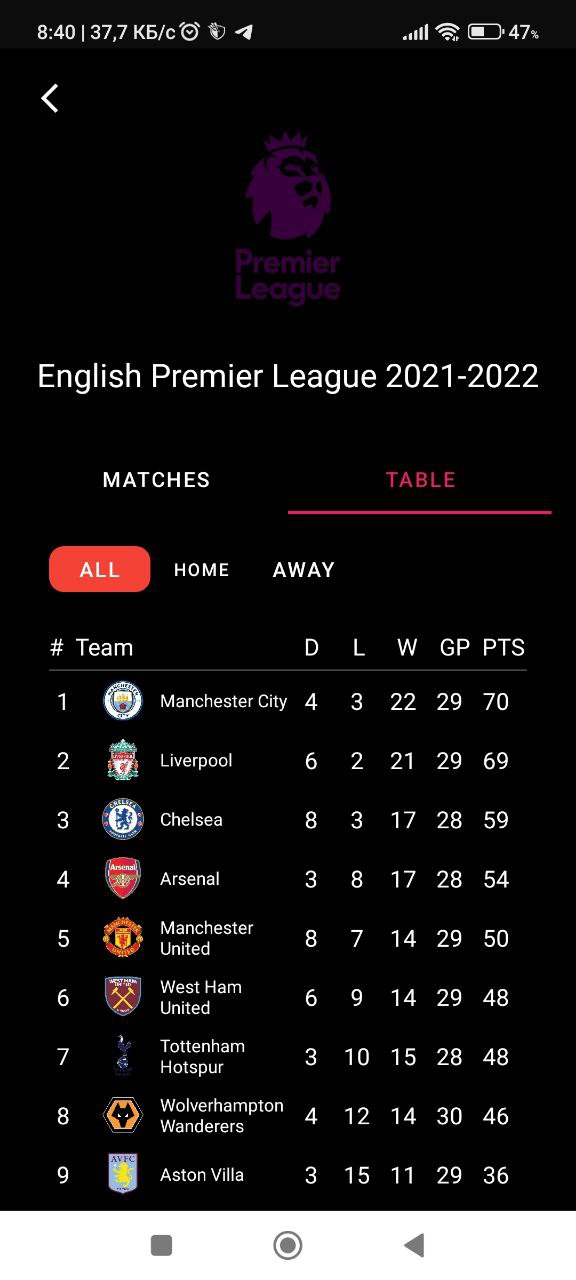 8:40 | 37,7 КБ/с 47%
Premier
League
English Premier League 2021-2022
MATCHES TABLE
ALL HOME AWAY
# Team D L W GP PTS
1 Manchester City 4 3 22 29 70
2 Liverpool 6 2 21 29 69
3 Chelsea 8 3 17 28 59
Arsenal
4 Arsenal 3 8 17 28 54
5 Manchester United 8 7 14 29 50
6 West Ham United 6 9 14 29 48
7 Tottenham Hotspur 3 10 15 28 48
8 Wolverhampton Wanderers 4 12 14 30 46
AVFC
9 Aston Villa 3 15 11 29 36